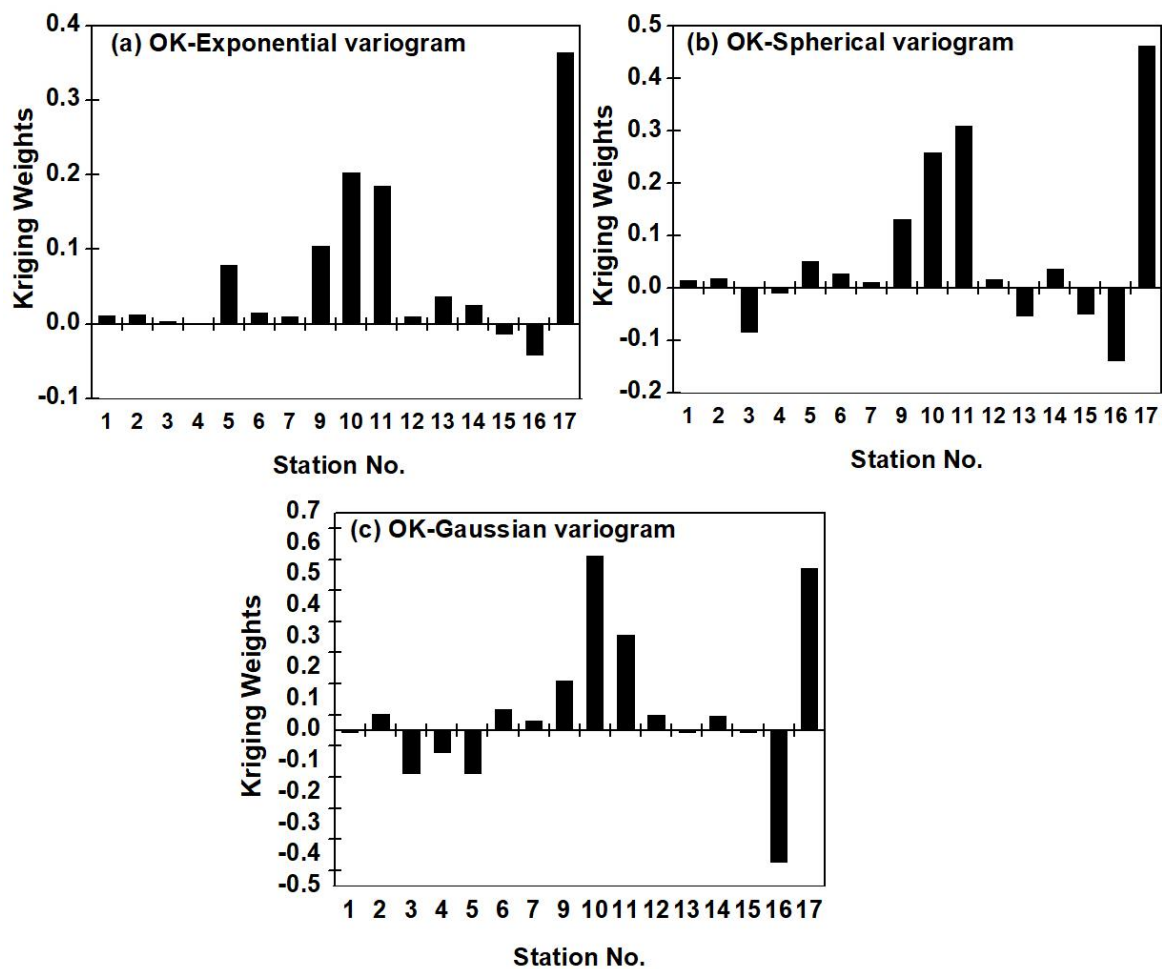 (a) OK-Exponential variogram
Kriging Weights
0.4
0.3
0.2
0.1
0.0
-0.1
1 2 3 4 5 6 7 9 10 11 12 13 14 15 16 17
Station No.
(b) OK-Spherical variogram
Kriging Weights
0.5
0.4
0.3
0.2
0.1
0.0
-0.1
-0.2
1 2 3 4 5 6 7 9 10 11 12 13 14 15 16 17
Station No.
(c) OK-Gaussian variogram
Kriging Weights
0.7
0.6
0.5
0.4
0.3
0.2
0.1
0.0
-0.1
-0.2
-0.3
-0.4
-0.5
1 2 3 4 5 6 7 9 10 11 12 13 14 15 16 17
Station No.